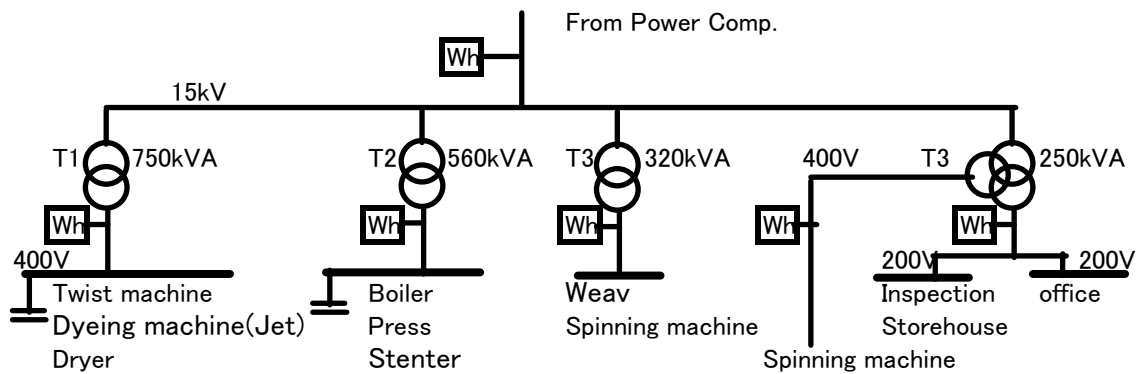 From Power Comp.
Wh
15kV
T1 750kVA
T2 560kVA
T3 320kVA
400V
T3 250kVA
Wh
Wh
Wh
Wh
Wh
400V
200V
200V
Twist machine
Dyeing machine(Jet)
Dryer
Boiler
Press
Stenter
Weav
Spinning machine
Spinning machine
Inspection
Storehouse
office